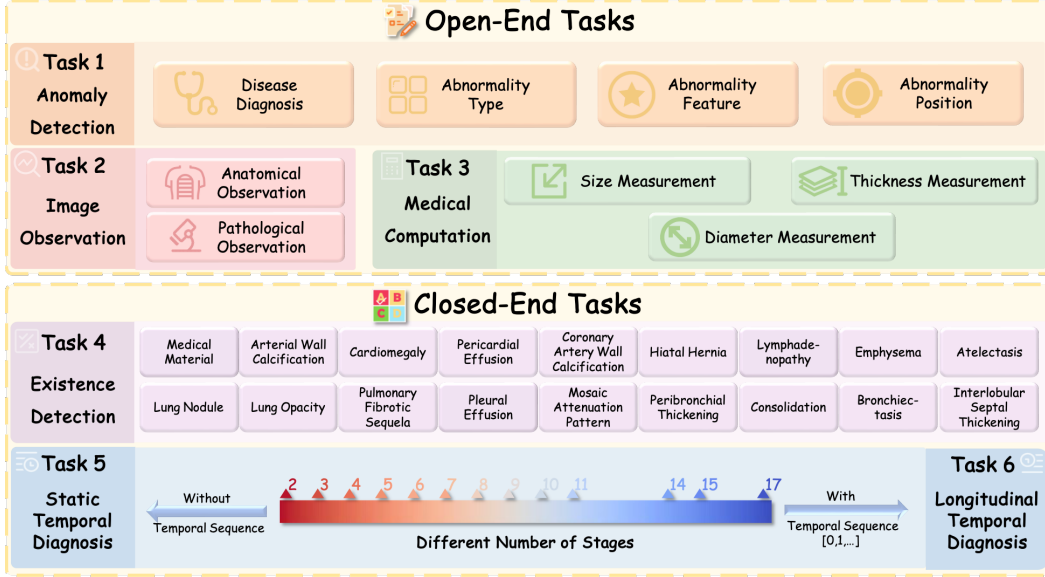 Open-End Tasks
Task 1
Anomaly
Detection
Disease
Diagnosis
Abnormality
Type
Abnormality
Feature
Abnormality
Position
Task 2
Image
Observation
Anatomical
Observation
Pathological
Observation
Task 3
Medical
Computation
Size Measurement
Thickness Measurement
Diameter Measurement
A B
C D
Closed-End Tasks
Task 4
Existence
Detection
Medical
Material
Arterial Wall
Calcification
Cardiomegaly
Pericardial
Effusion
Coronary
Artery Wall
Calcification
Hiatal Hernia
Lymphade-
nopathy
Emphysema
Atelectasis
Lung Nodule
Lung Opacity
Pulmonary
Fibrotic
Sequela
Pleural
Effusion
Mosaic
Attenuation
Pattern
Peribronchial
Thickening
Consolidation
Bronchiec-
tasis
Interlobular
Septal
Thickening
Task 5
Static
Temporal
Diagnosis
Without
Temporal Sequence
2 3 4 5 6 7 8 9 10 11 14 15 17
Different Number of Stages
With
Temporal Sequence
[0,1,...]
Task 6
Longitudinal
Temporal
Diagnosis